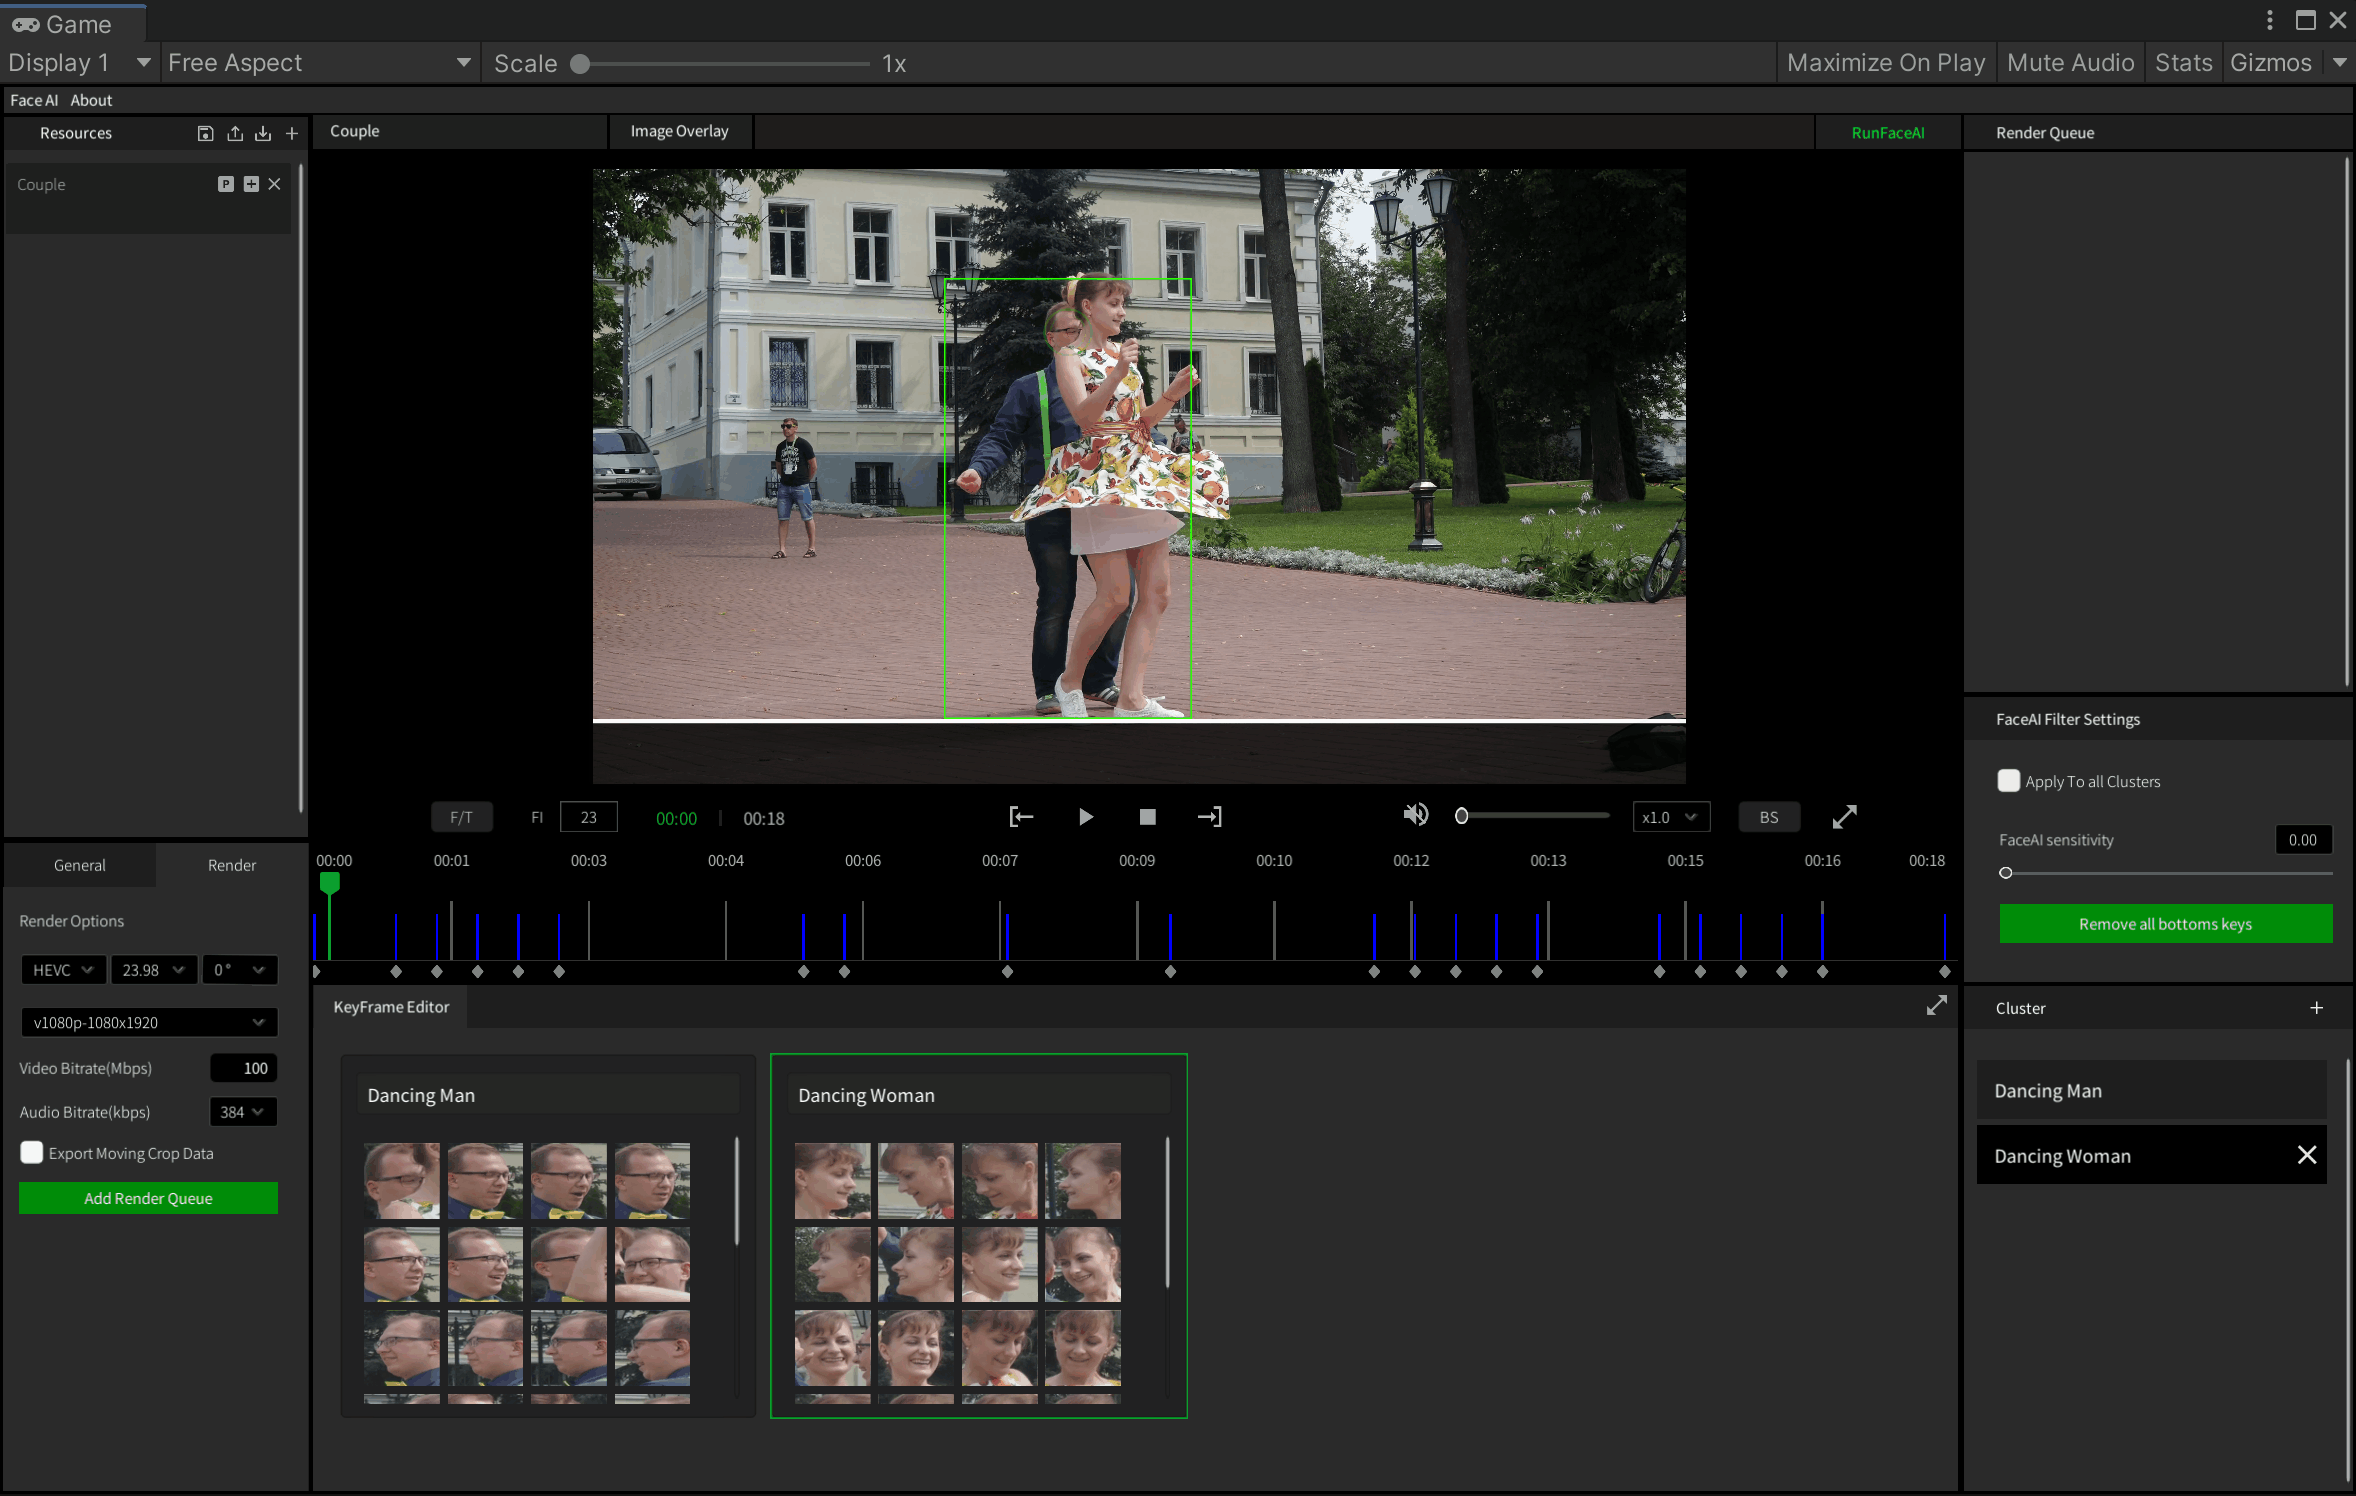 Game
Display 1 Free Aspect Scale 1x Maximize On Play Mute Audio Stats Gizmos
Face AI About
Resources
Couple P
General Render
Render Options
HEVC 23.98 0°
v1080p-1080x1920
Video Bitrate(Mbps) 100
Audio Bitrate(kbps) 384
Export Moving Crop Data
Add Render Queue
Couple Image Overlay RunFaceAI
F/T FI 23 00:00 | 00:18 x1.0 BS
00:00 00:01 00:03 00:04 00:06 00:07 00:09 00:10 00:12 00:13 00:15 00:16 00:18
KeyFrame Editor
Dancing Man Dancing Woman
Render Queue
FaceAI Filter Settings
Apply To all Clusters
FaceAI sensitivity 0.00
Remove all bottoms keys
Cluster
Dancing Man
Dancing Woman